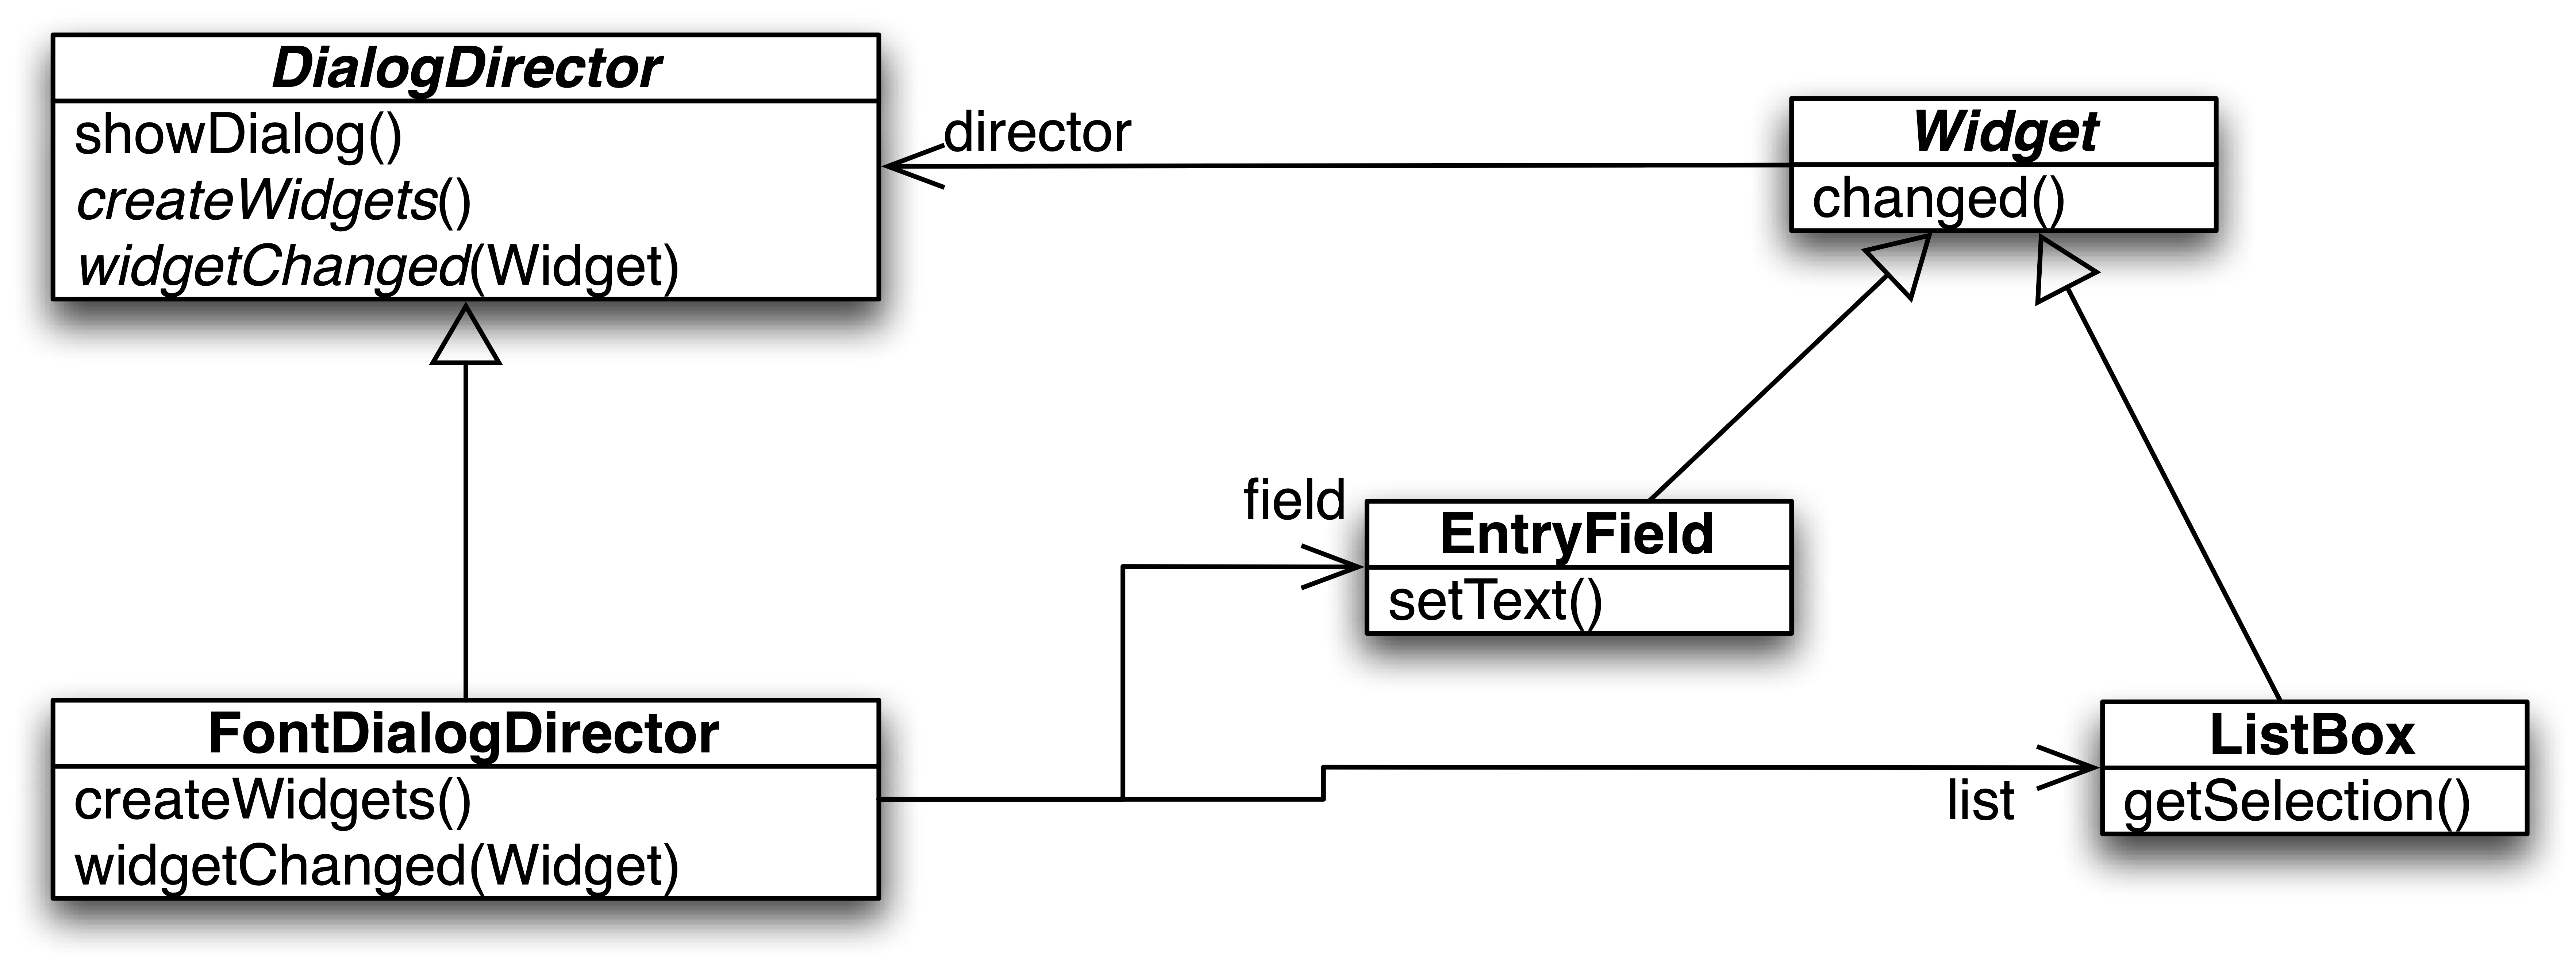 DialogDirector
showDialog()
createWidgets()
widgetChanged(Widget)
director
Widget
changed()
field
EntryField
setText()
FontDialogDirector
createWidgets()
widgetChanged(Widget)
list
ListBox
getSelection()